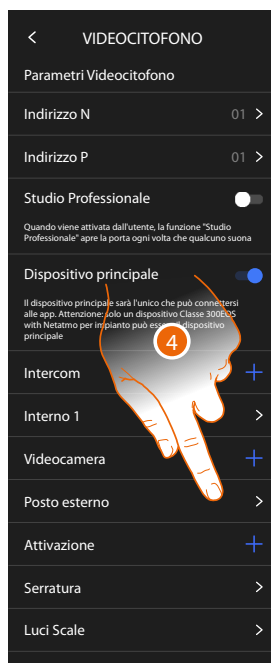 VIDEOCITOFONO
Parametri Videocitofono
Indirizzo N 01
Indirizzo P 01
Studio Professionale
Quando viene attivata dall'utente, la funzione "Studio
Professionale" apre la porta ogni volta che qualcuno suona
Dispositivo principale
Il dispositivo principale sarà l'unico che può connettersi
alle app. Attenzione: solo un dispositivo Classe 300EOS
with Netatmo per impianto può essere il dispositivo
principale
4
Intercom
Interno 1
Videocamera
Posto esterno
Attivazione
Serratura
Luci Scale